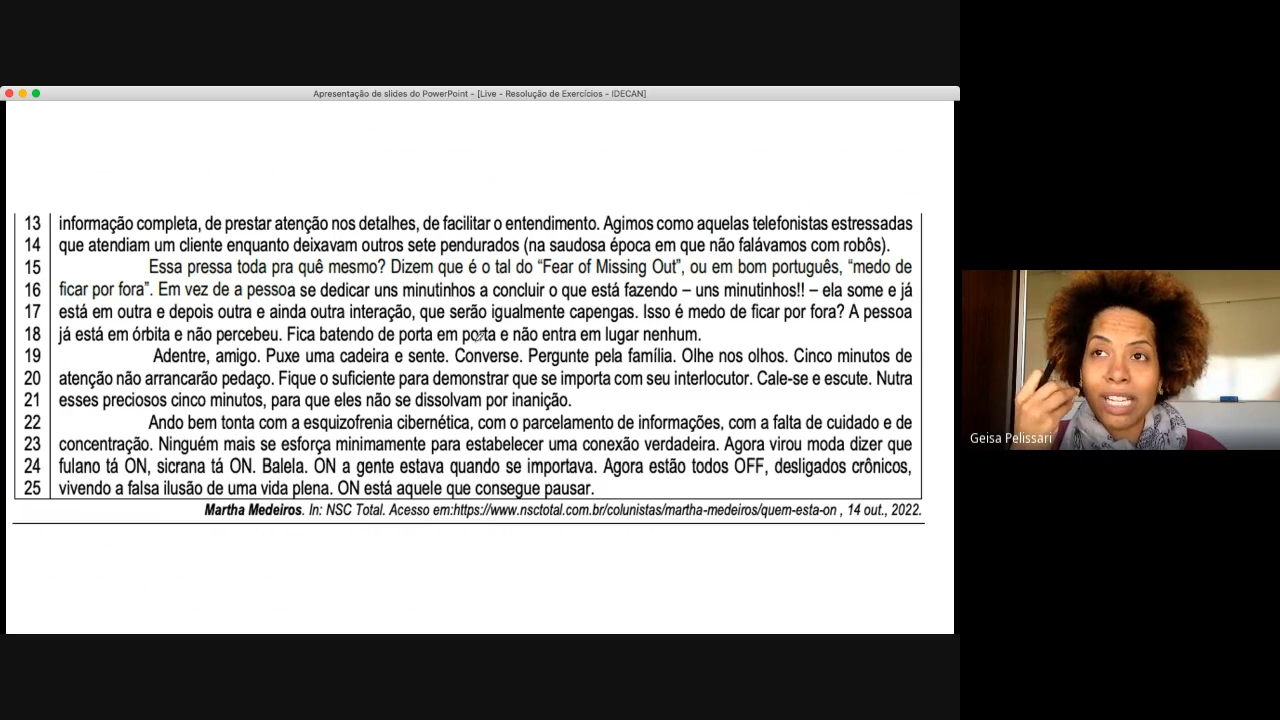 Apresentação de slides do PowerPoint - [Live - Resolução de Exercícios - IDECAN]
13 informação completa, de prestar atenção nos detalhes, de facilitar o entendimento. Agimos como aquelas telefonistas estressadas
14 que atendiam um cliente enquanto deixavam outros sete pendurados (na saudosa época em que não falávamos com robôs).
15 Essa pressa toda pra quê mesmo? Dizem que é o tal do “Fear of Missing Out”, ou em bom português, “medo de
16 ficar por fora”. Em vez de a pessoa se dedicar uns minutinhos a concluir o que está fazendo – uns minutinhos!! – ela some e já
17 está em outra e depois outra e ainda outra interação, que serão igualmente capengas. Isso é medo de ficar por fora? A pessoa
18 já está em órbita e não percebeu. Fica batendo de porta em porta e não entra em lugar nenhum.
19 Adentre, amigo. Puxe uma cadeira e sente. Converse. Pergunte pela família. Olhe nos olhos. Cinco minutos de
20 atenção não arrancarão pedaço. Fique o suficiente para demonstrar que se importa com seu interlocutor. Cale-se e escute. Nutra
21 esses preciosos cinco minutos, para que eles não se dissolvam por inanição.
22 Ando bem tonta com a esquizofrenia cibernética, com o parcelamento de informações, com a falta de cuidado e de
23 concentração. Ninguém mais se esforça minimamente para estabelecer uma conexão verdadeira. Agora virou moda dizer que
24 fulano tá ON, sicrana tá ON. Balela. ON a gente estava quando se importava. Agora estão todos OFF, desligados crônicos,
25 vivendo a falsa ilusão de uma vida plena. ON está aquele que consegue pausar.
Martha Medeiros. In: NSC Total. Acesso em:https://www.nsctotal.com.br/colunistas/martha-medeiros/quem-esta-on , 14 out., 2022.
Geisa Pelissari